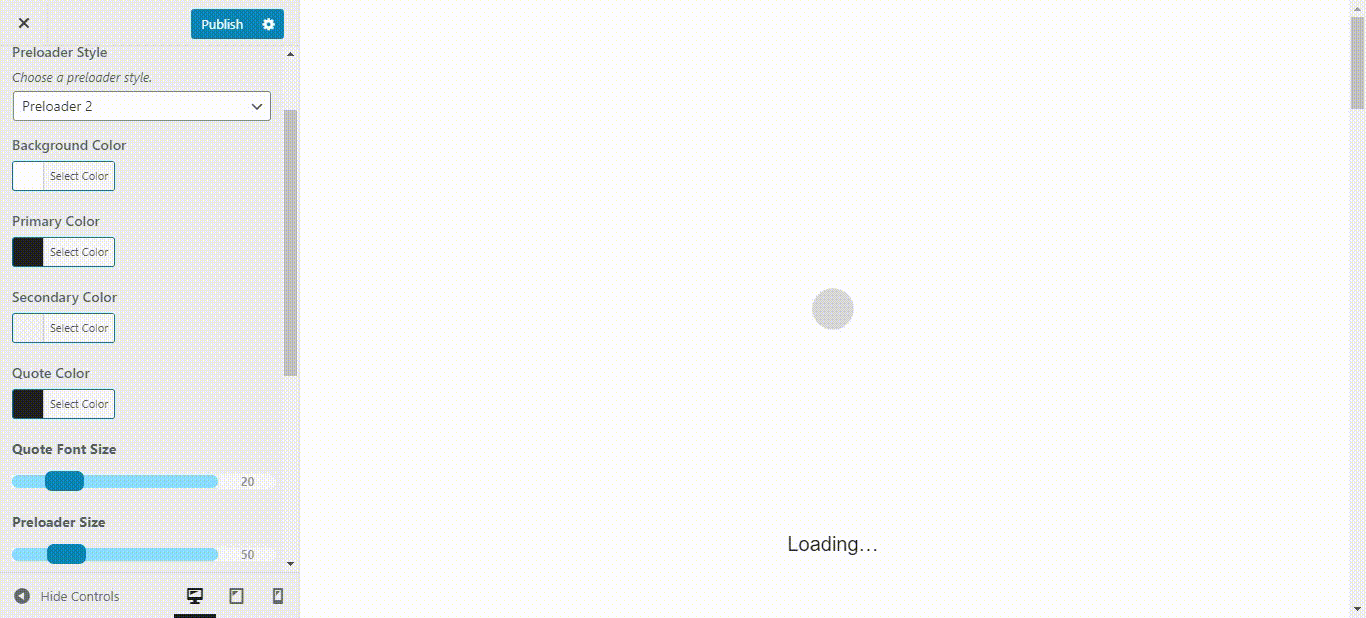 Publish
Preloader Style
Choose a preloader style.
Preloader 2
Background Color
Select Color
Primary Color
Select Color
Secondary Color
Select Color
Quote Color
Select Color
Quote Font Size
20
Preloader Size
50
Hide Controls
Loading...